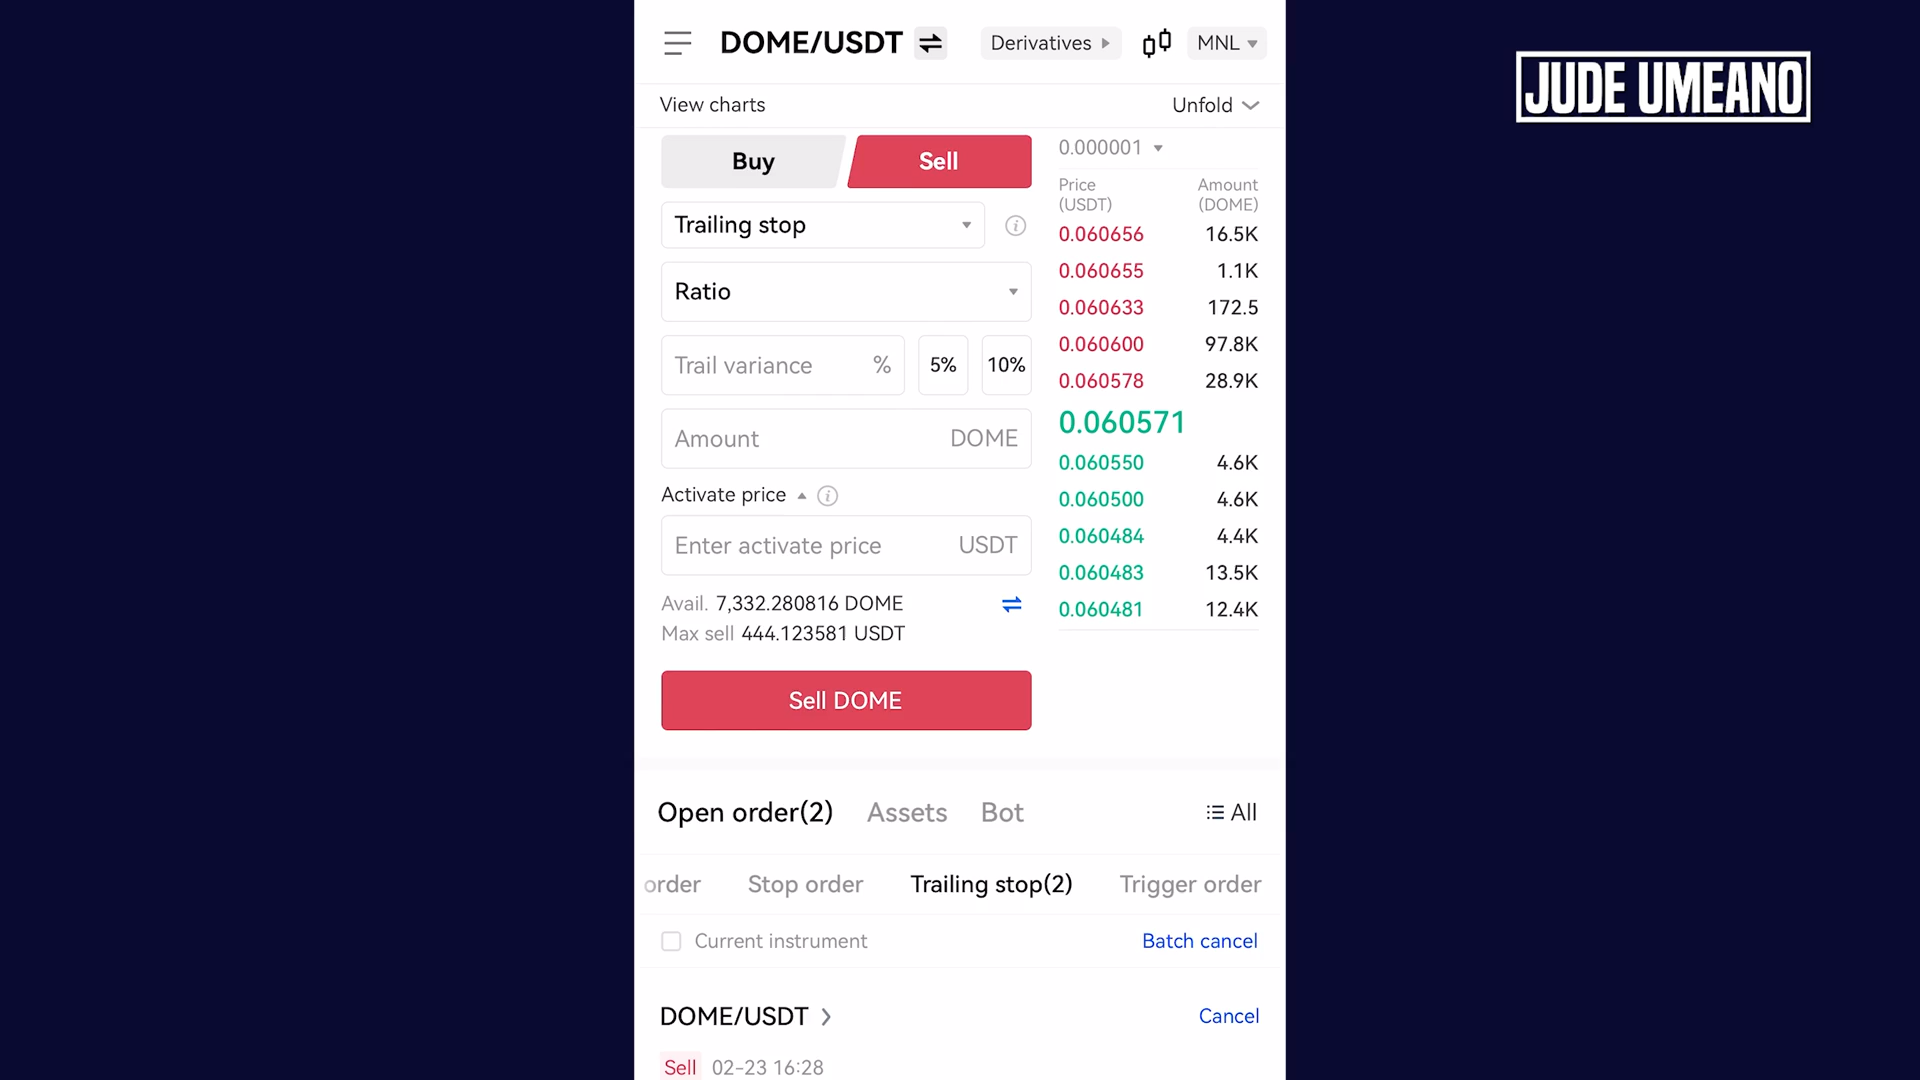 DOME/USDT
Derivatives
MNL
JUDE UMEANO
View charts
Unfold
Buy
Sell
0.000001
Price (USDT)
Amount (DOME)
Trailing stop
0.060656 16.5K
0.060655 1.1K
Ratio
0.060633 172.5
0.060600 97.8K
Trail variance %
5%
10%
0.060578 28.9K
0.060571
Amount DOME
0.060550 4.6K
Activate price
0.060500 4.6K
Enter activate price USDT
0.060484 4.4K
0.060483 13.5K
Avail. 7,332.280816 DOME
0.060481 12.4K
Max sell 444.123581 USDT
Sell DOME
Open order(2)
Assets
Bot
All
order
Stop order
Trailing stop(2)
Trigger order
Current instrument
Batch cancel
DOME/USDT
Cancel
Sell 02-23 16:28